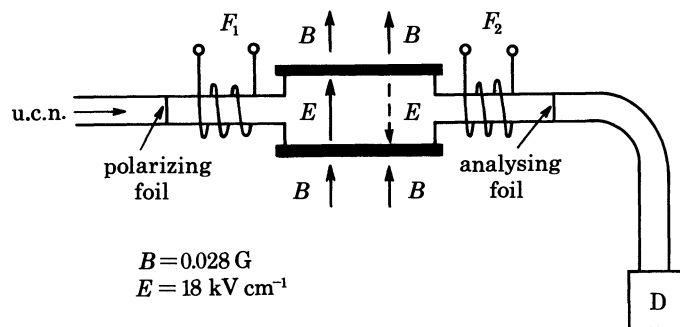 F₁
F₂
B B
u.c.n.
E E
polarizing
foil
analysing
foil
B B
B = 0.028 G
E = 18 kV cm⁻¹
D